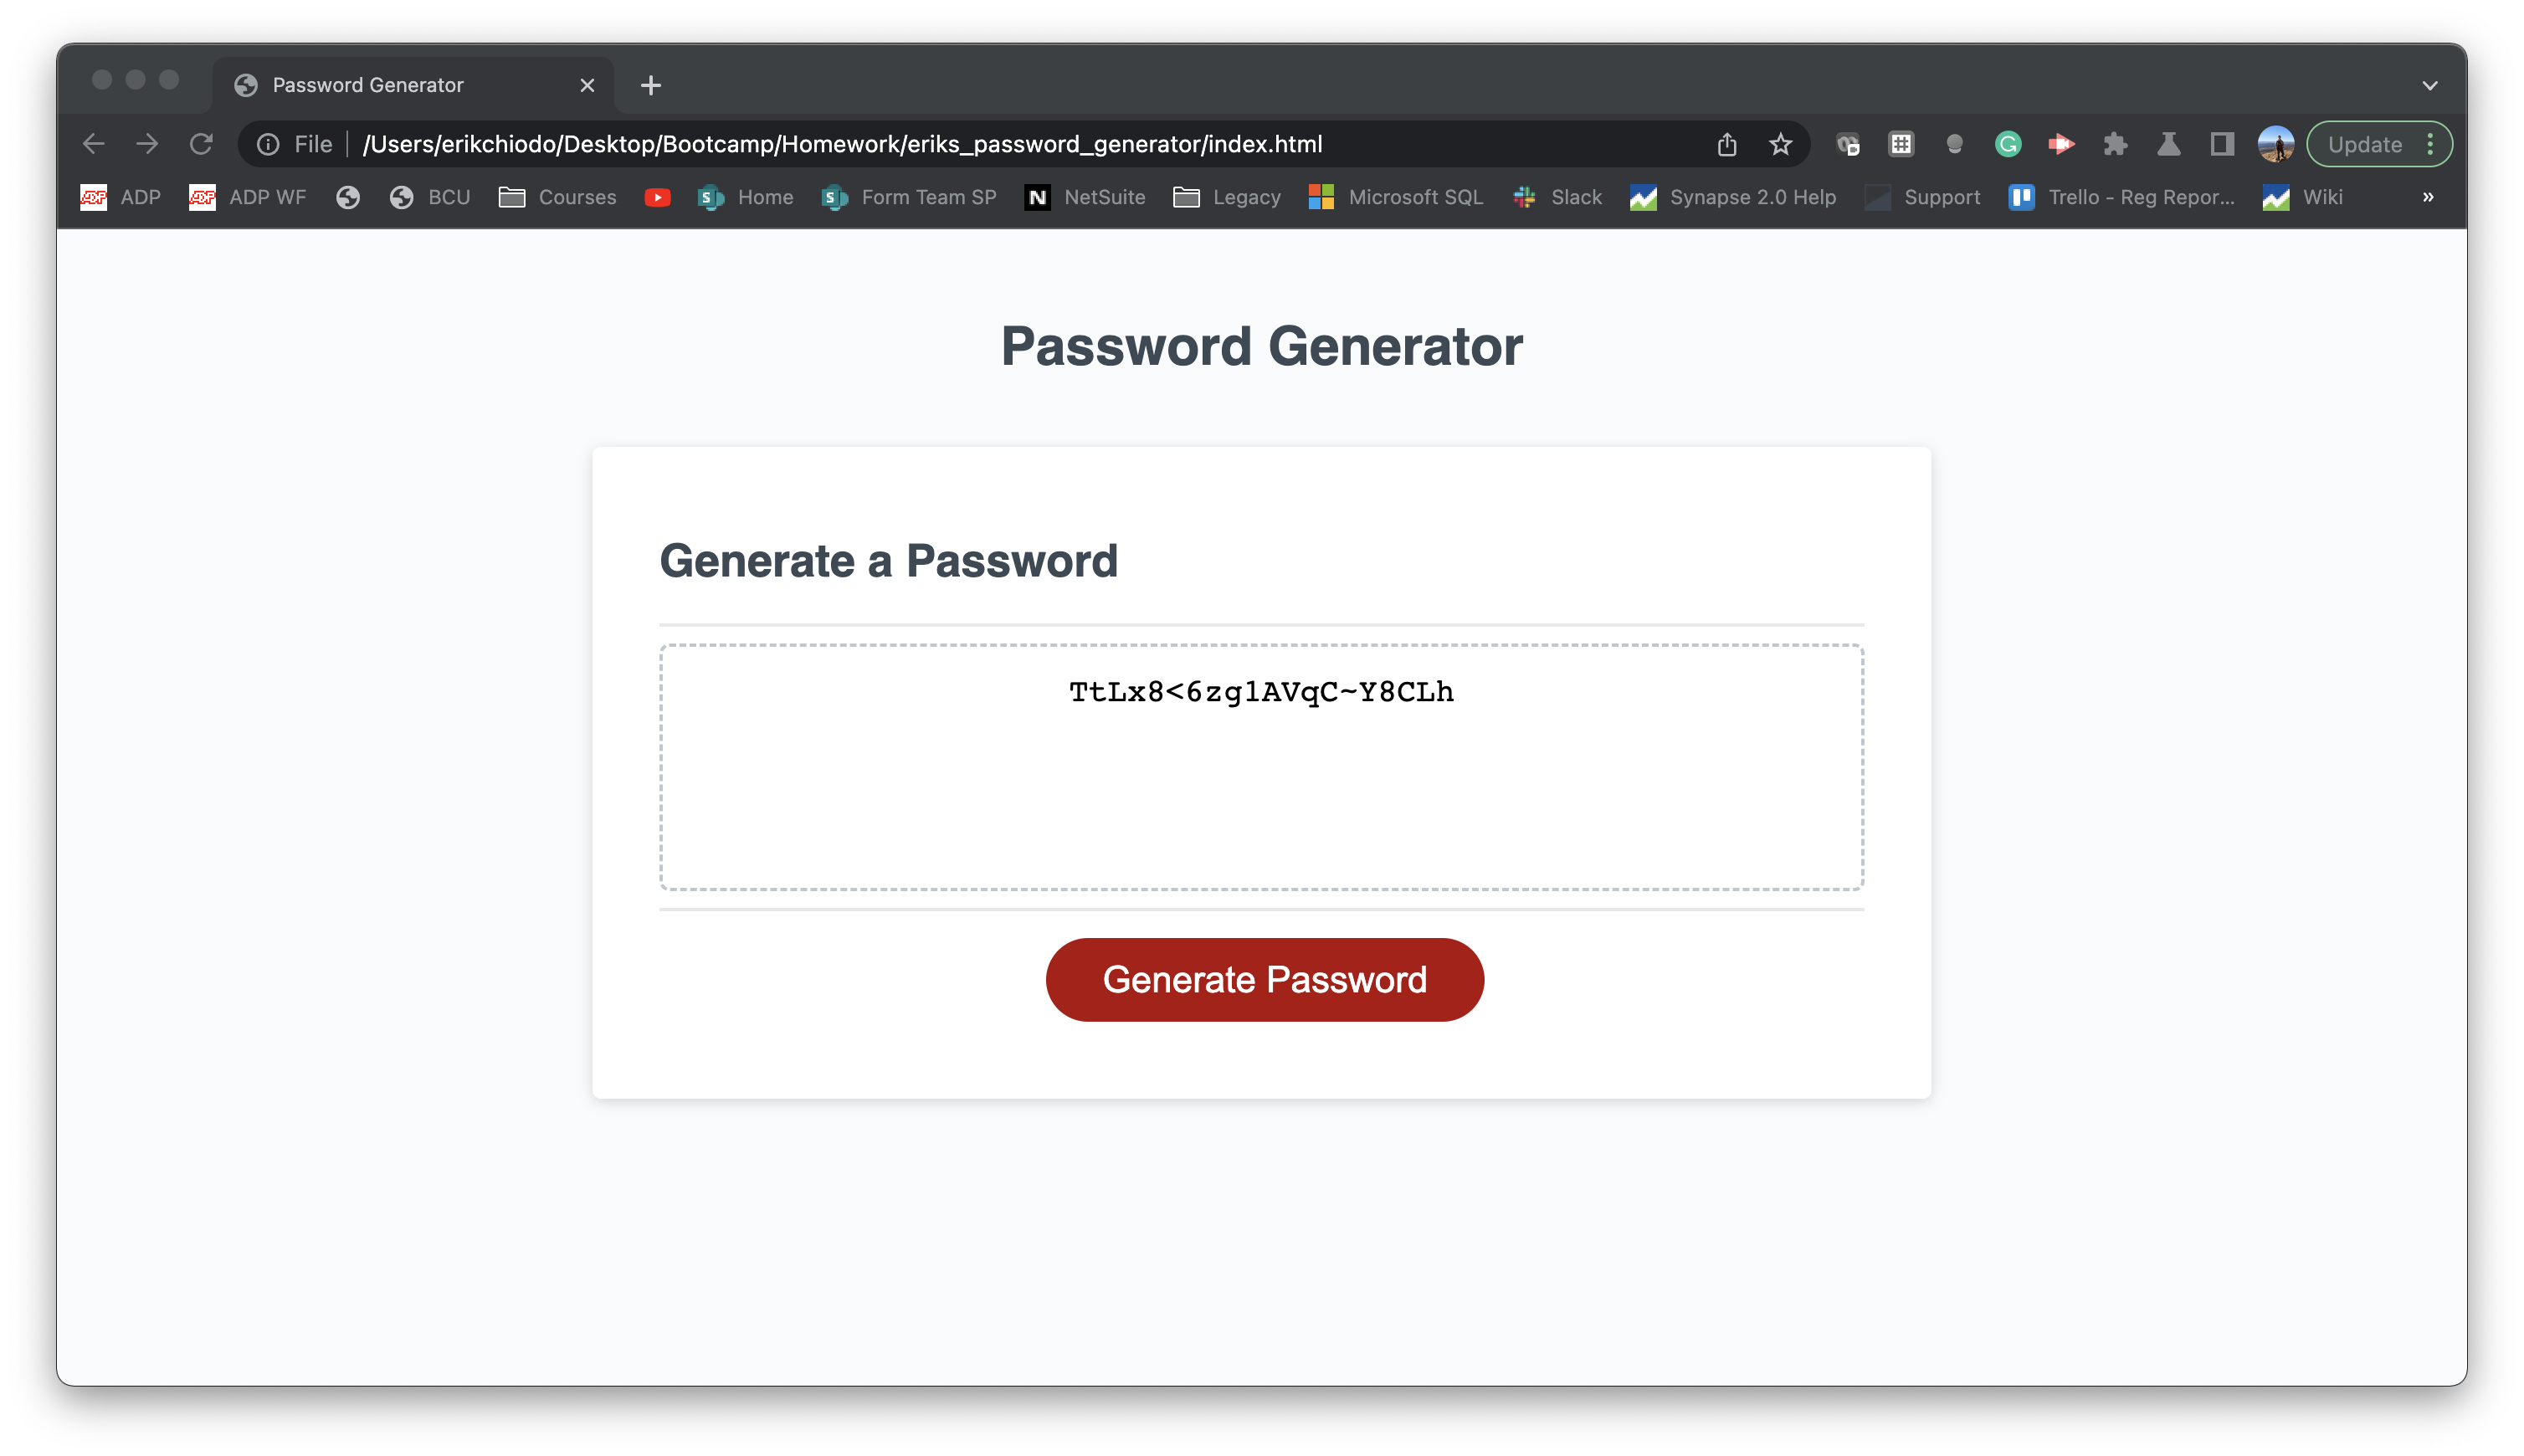 Password Generator
File /Users/erikchiodo/Desktop/Bootcamp/Homework/eriks_password_generator/index.html Update
ADP ADP WF BCU Courses Home Form Team SP NetSuite Legacy Microsoft SQL Slack Synapse 2.0 Help Support Trello - Reg Repor... Wiki »
Password Generator
Generate a Password
TtLx8<6zg1AVqC~Y8CLh
Generate Password